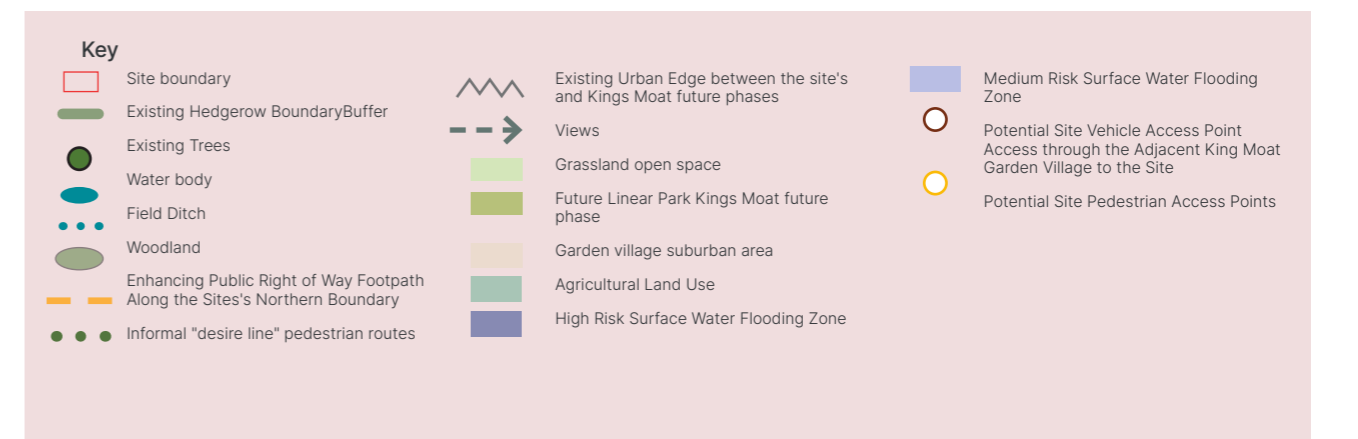 Key
Site boundary
Existing Hedgerow BoundaryBuffer
Existing Trees
Water body
Field Ditch
Woodland
Enhancing Public Right of Way Footpath
Along the Sites's Northern Boundary
Informal "desire line" pedestrian routes
Existing Urban Edge between the site's
and Kings Moat future phases
Views
Grassland open space
Future Linear Park Kings Moat future
phase
Garden village suburban area
Agricultural Land Use
High Risk Surface Water Flooding Zone
Medium Risk Surface Water Flooding
Zone
Potential Site Vehicle Access Point
Access through the Adjacent King Moat
Garden Village to the Site
Potential Site Pedestrian Access Points